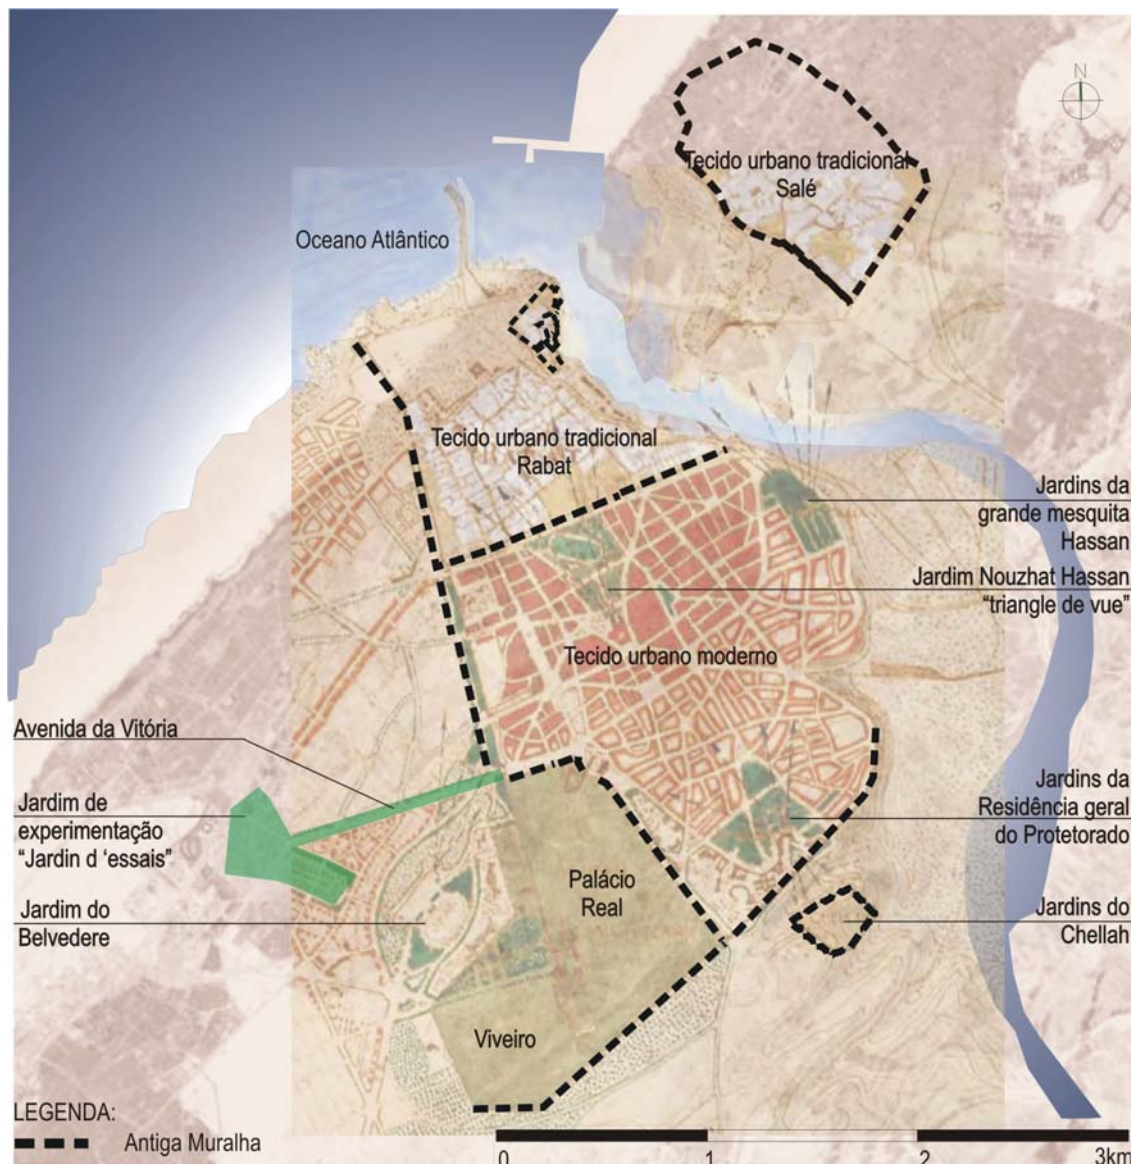 N
Tecido urbano tradicional
Salé
Oceano Atlântico
Tecido urbano tradicional
Rabat
Jardins da
grande mesquita
Hassan
Jardim Nouzhat Hassan
“triangle de vue”
Tecido urbano moderno
Avenida da Vitória
Jardim de
experimentação
“Jardin d ‘essais”
Jardins da
Residência geral
do Protetorado
Palácio
Real
Jardim do
Belvedere
Jardins do
Chellah
Viveiro
LEGENDA:
Antiga Muralha
0 1 2 3km